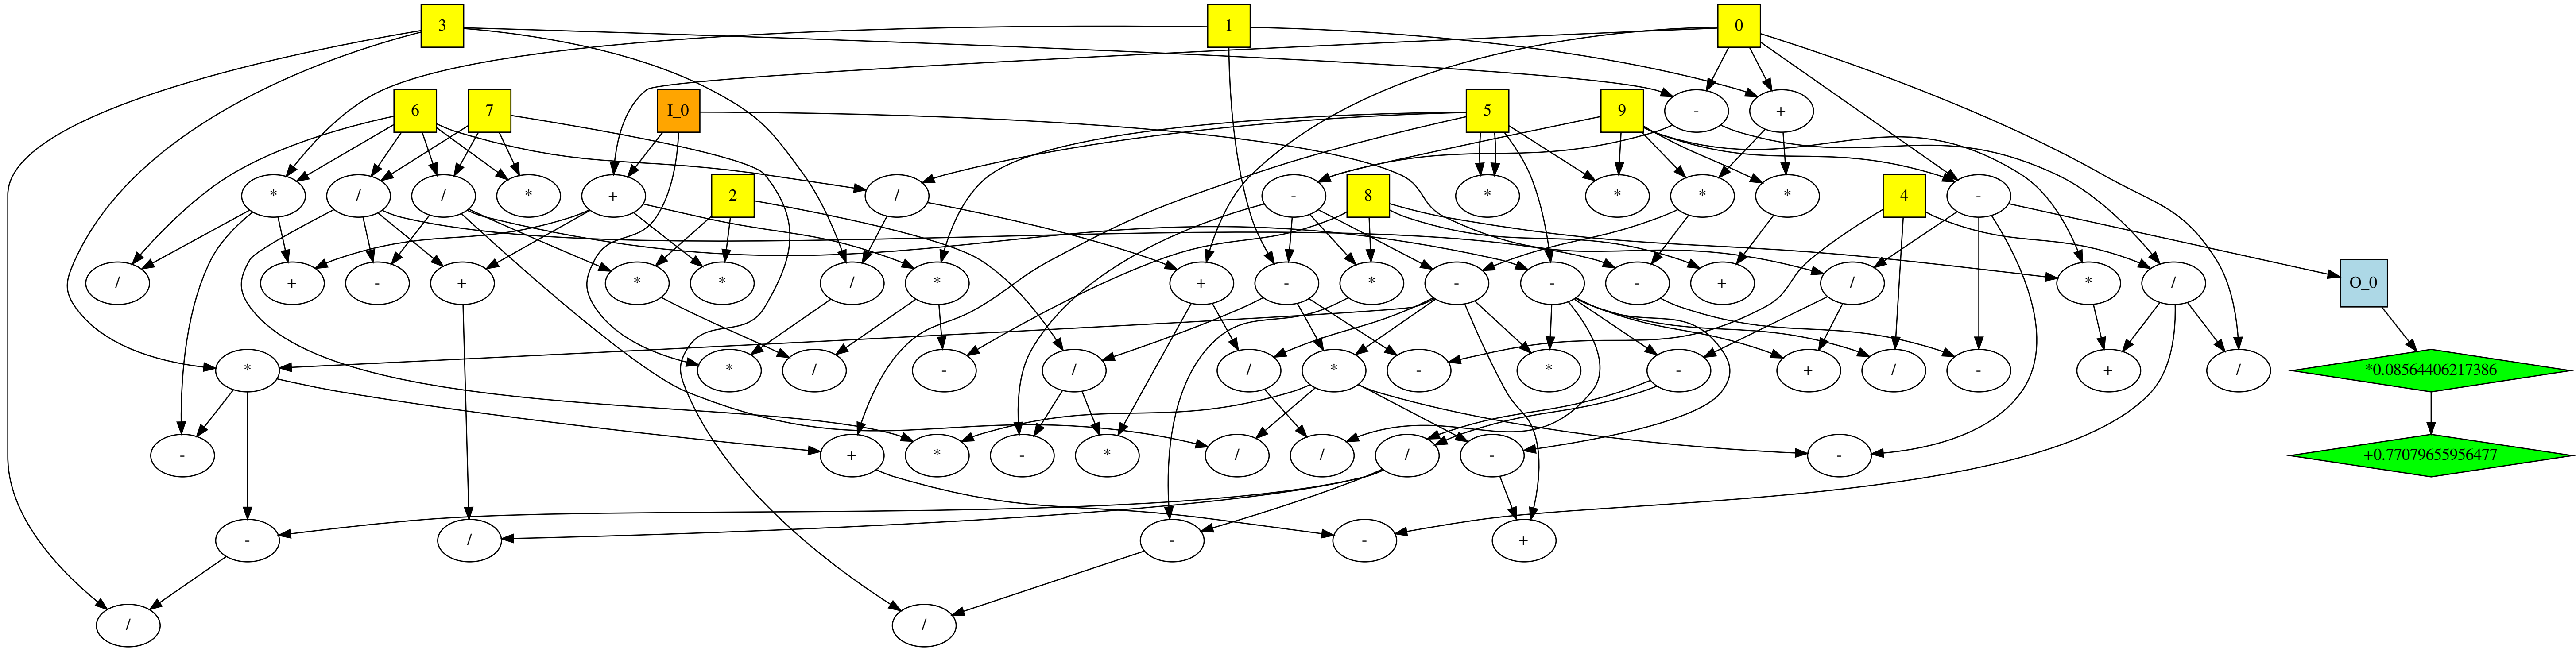 3 1 0
6 7 I_0 5 9 - +
* / / * + 2 / - 8 * * * * 4 -
/ + - + * * / * + - * - - - + / * / O_0
* * / - / / * - * - + / - + / *0.08564406217386
- + * - * / / / - - +0.77079655956477
- / - - +
/ /